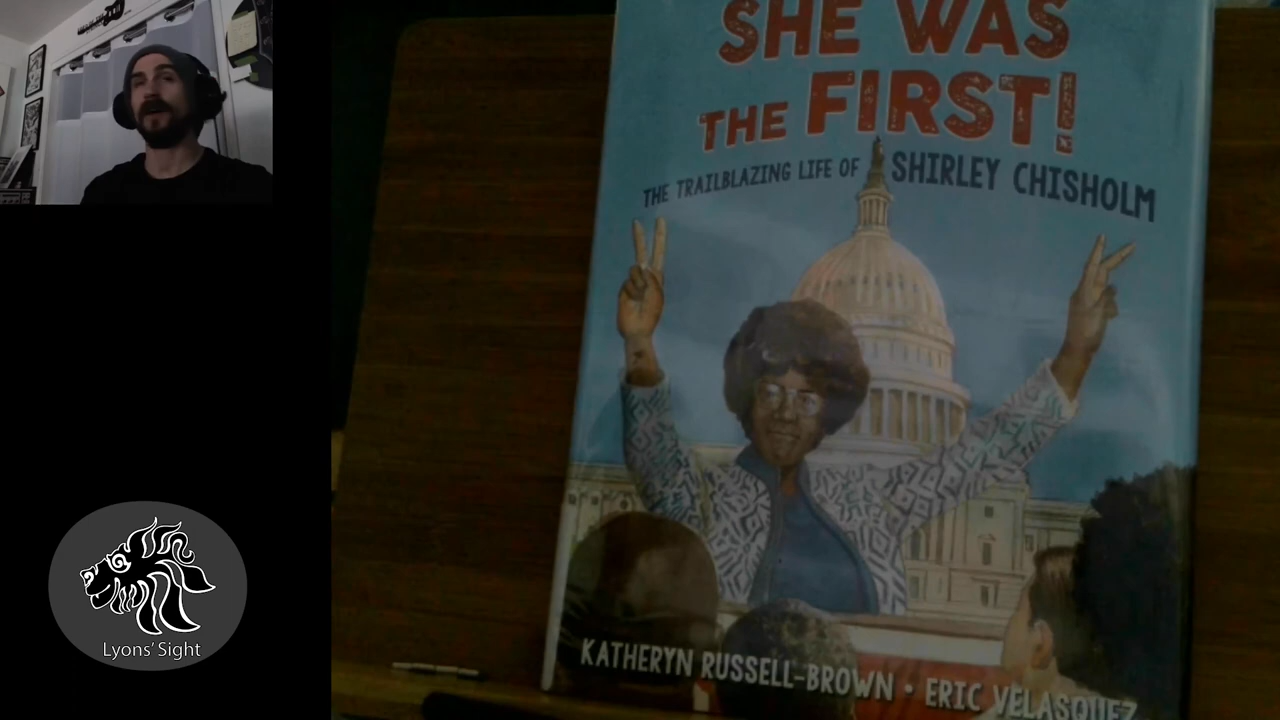 SHE WAS
THE FIRST!
THE TRAILBLAZING LIFE OF SHIRLEY CHISHOLM
KATHERYN RUSSELL-BROWN • ERIC VELASQUEZ
Lyons' Sight